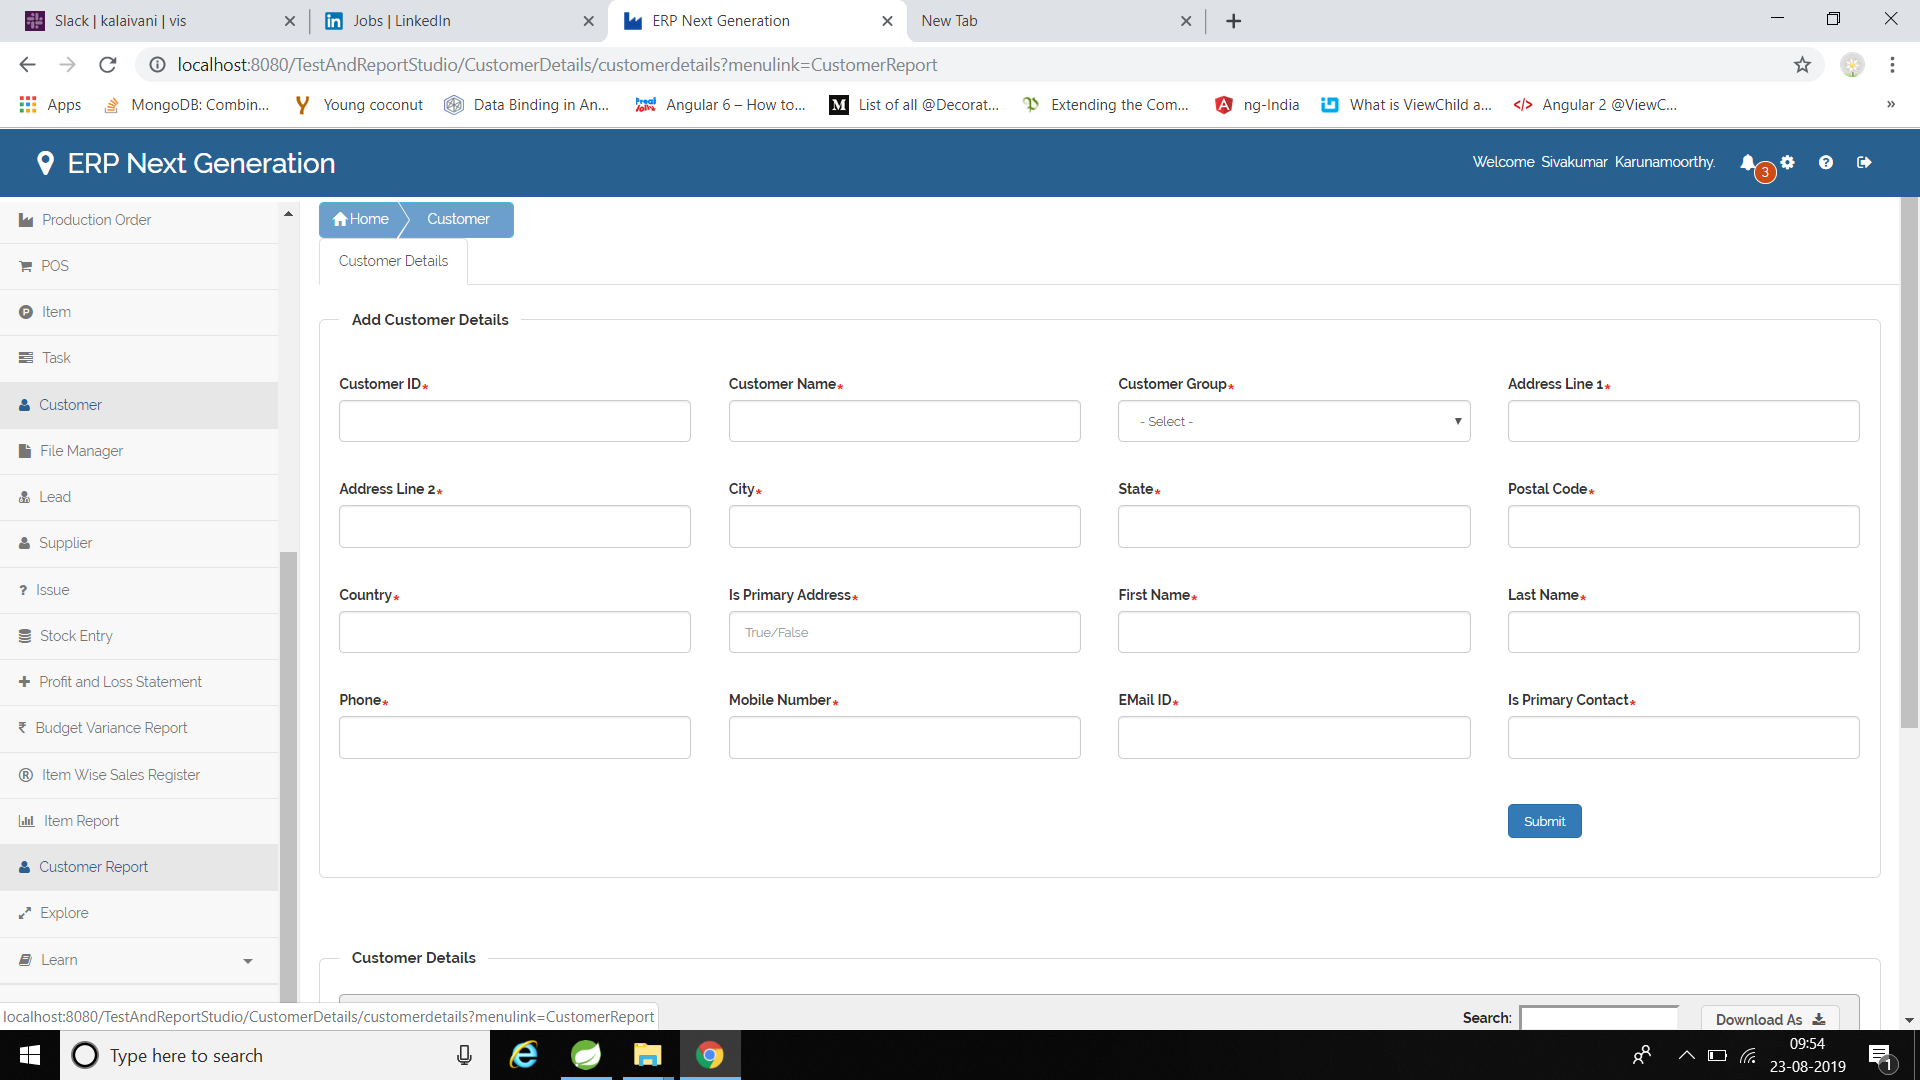 Slack | kalaivani | vis
Jobs | LinkedIn
ERP Next Generation
New Tab
localhost:8080/TestAndReportStudio/CustomerDetails/customerdetails?menulink=CustomerReport
Apps
MongoDB: Combin...
Young coconut
Data Binding in An...
Angular 6 – How to...
List of all @Decorat...
Extending the Com...
ng-India
What is ViewChild a...
Angular 2 @ViewC...
»
ERP Next Generation
Welcome Sivakumar Karunamoorthy.
3
Production Order
POS
Item
Task
Customer
File Manager
Lead
Supplier
Issue
Stock Entry
Profit and Loss Statement
Budget Variance Report
Item Wise Sales Register
Item Report
Customer Report
Explore
Learn
Home
Customer
Customer Details
Add Customer Details
Customer ID*
Customer Name*
Customer Group*
Address Line 1*
- Select -
Address Line 2*
City*
State*
Postal Code*
Country*
Is Primary Address*
First Name*
Last Name*
True/False
Phone*
Mobile Number*
EMail ID*
Is Primary Contact*
Submit
Customer Details
Search:
Download As
localhost:8080/TestAndReportStudio/CustomerDetails/customerdetails?menulink=CustomerReport
Type here to search
09:54
23-08-2019
1